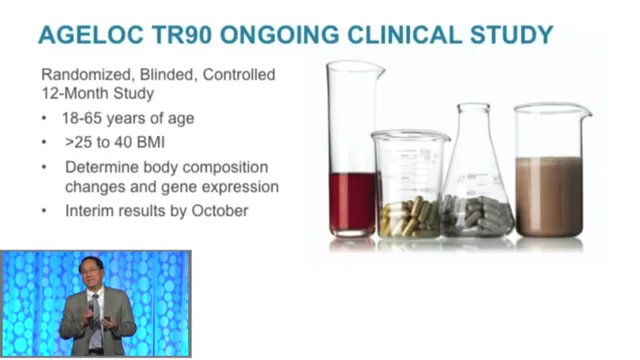 AGELOC TR90 ONGOING CLINICAL STUDY
Randomized, Blinded, Controlled
12-Month Study
• 18-65 years of age
• >25 to 40 BMI
• Determine body composition
changes and gene expression
• Interim results by October